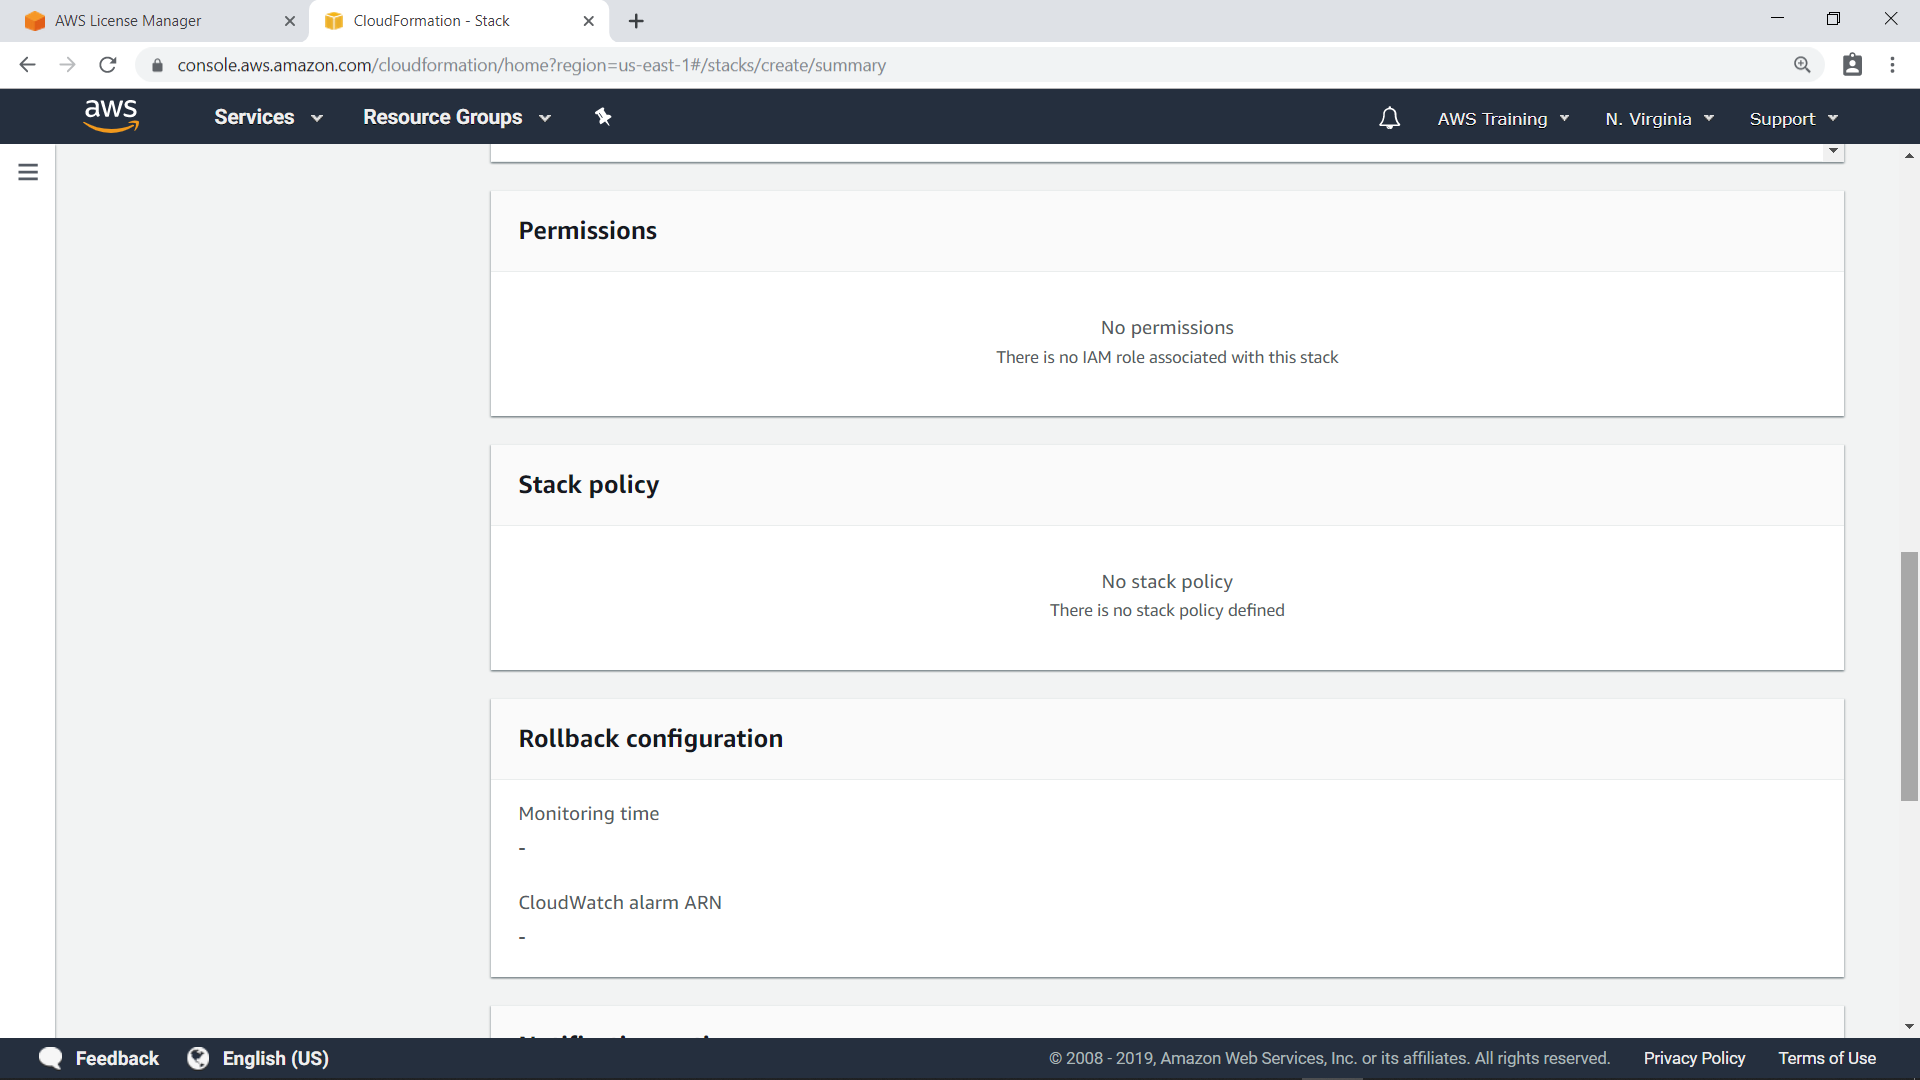 AWS License Manager
CloudFormation - Stack
console.aws.amazon.com/cloudformation/home?region=us-east-1#/stacks/create/summary
aws
Services
Resource Groups
AWS Training
N. Virginia
Support
Permissions
No permissions
There is no IAM role associated with this stack
Stack policy
No stack policy
There is no stack policy defined
Rollback configuration
Monitoring time
-
CloudWatch alarm ARN
-
Feedback
English (US)
© 2008 - 2019, Amazon Web Services, Inc. or its affiliates. All rights reserved.
Privacy Policy
Terms of Use